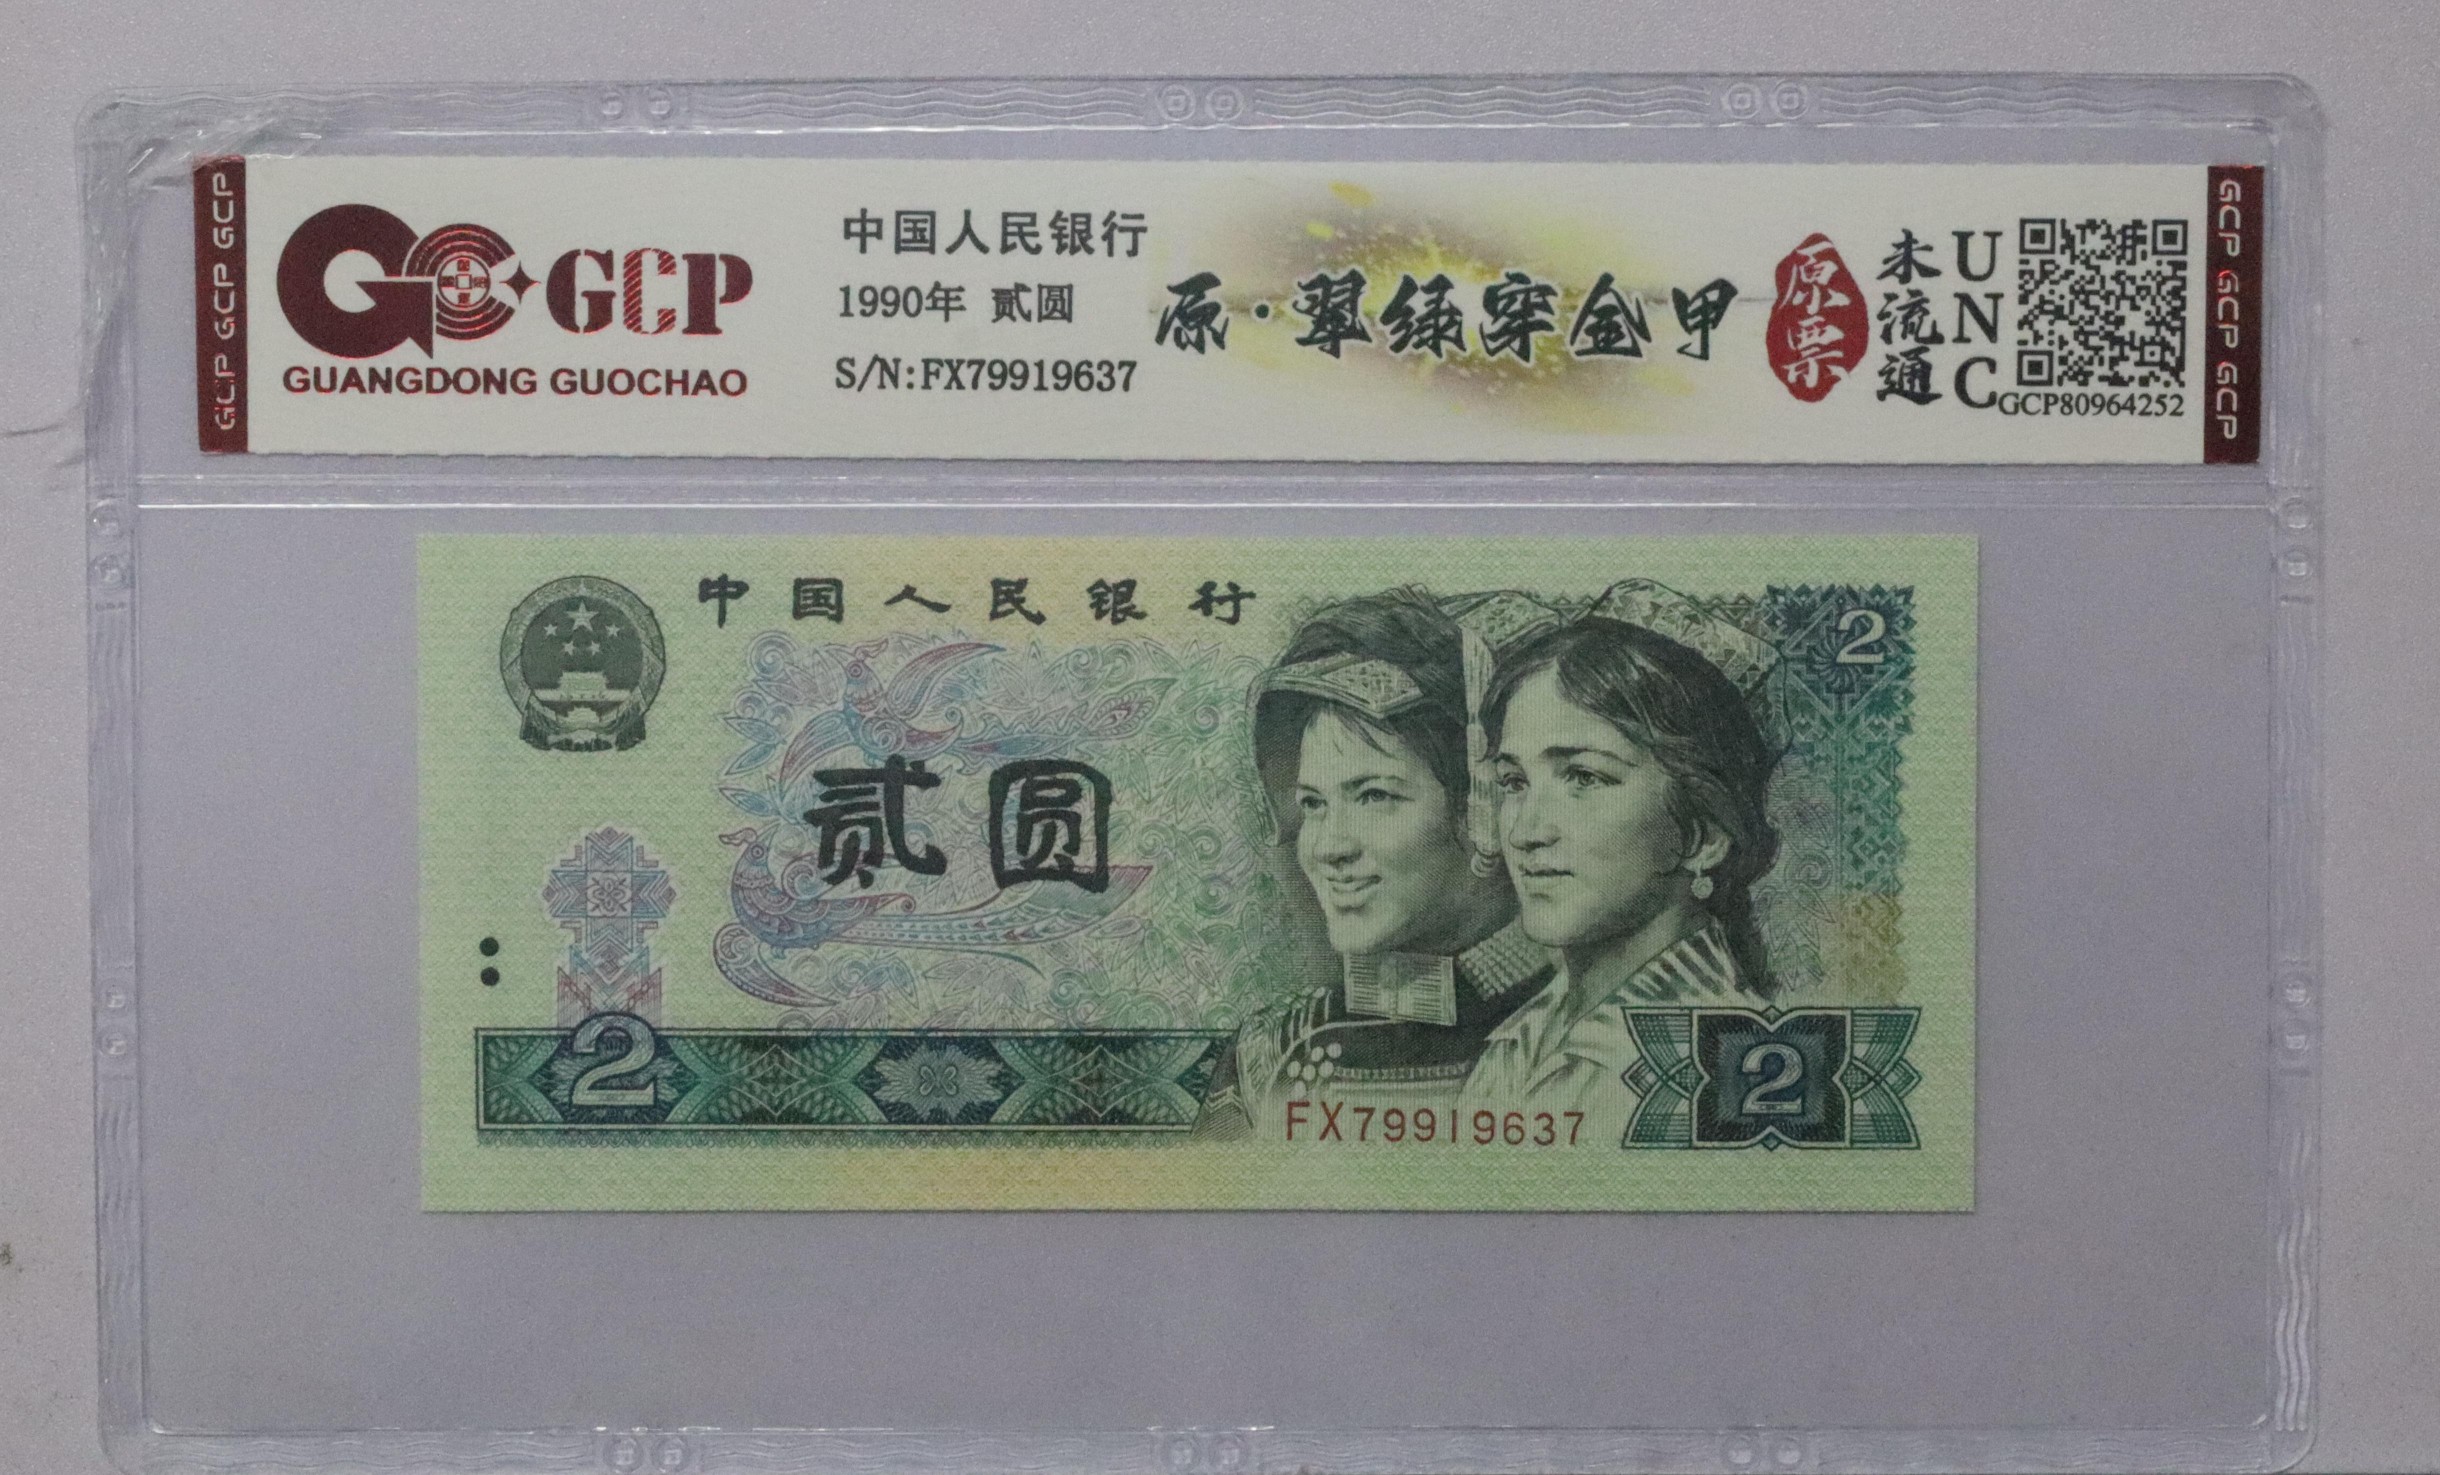 GCP GCP GCP
GCP
GUANGDONG GUOCHAO
中国人民银行
1990年 贰圆
S/N:FX79919637
原·翠绿穿金甲
原票
未流通
UNC
GCP80964252
GCP GCP GCP
中国人民银行
2
贰圆
2
FX79919637
2